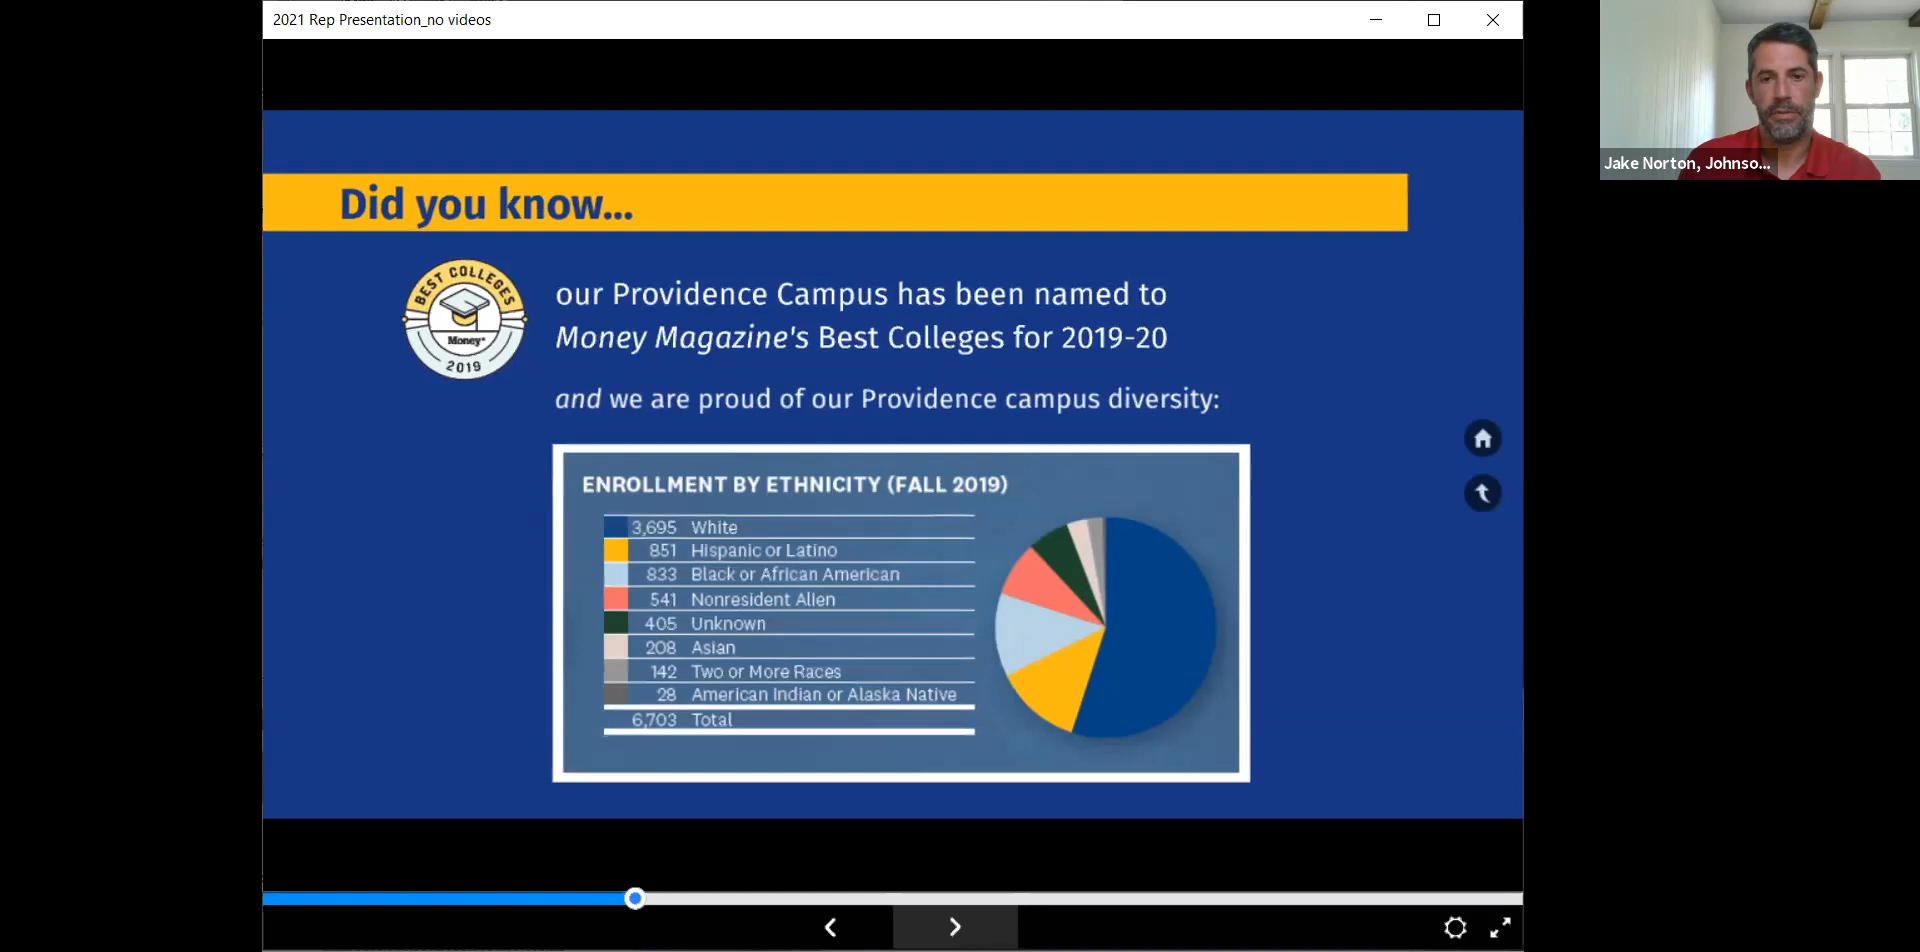 2021 Rep Presentation_no videos
Jake Norton, Johnso...
Did you know...
BEST COLLEGES
Money
2019
our Providence Campus has been named to
Money Magazine's Best Colleges for 2019-20
and we are proud of our Providence campus diversity:
ENROLLMENT BY ETHNICITY (FALL 2019)
3,695 White
851 Hispanic or Latino
833 Black or African American
541 Nonresident Alien
405 Unknown
208 Asian
142 Two or More Races
28 American Indian or Alaska Native
6,703 Total